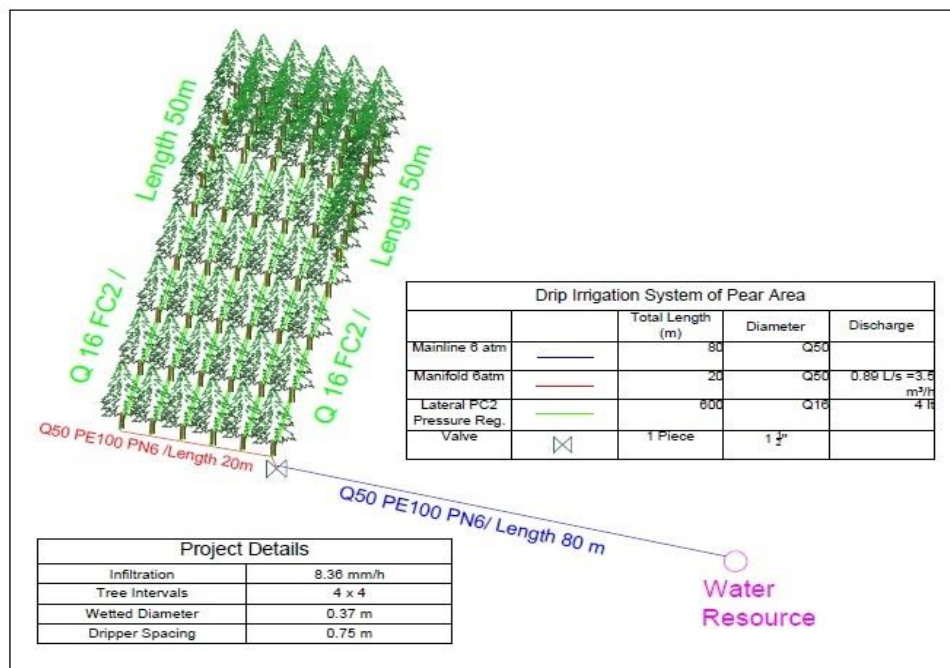 Length 50m
Length 50m
Q 16 FC2 /
Q 16 FC2 /
Q50 PE100 PN6 /Length 20m
Q50 PE100 PN6/ Length 80 m
Water
Resource
Drip Irrigation System of Pear Area
Total Length (m) Diameter Discharge
Mainline 6 atm 80 Q50
Manifold 6atm 20 Q50 0.89 L/s =3.5 m³/h
Lateral PC2 Pressure Reg. 600 Q16 4 lt
Valve 1 Piece 1 ½"
Project Details
Infiltration 8.36 mm/h
Tree Intervals 4 x 4
Wetted Diameter 0.37 m
Dripper Spacing 0.75 m